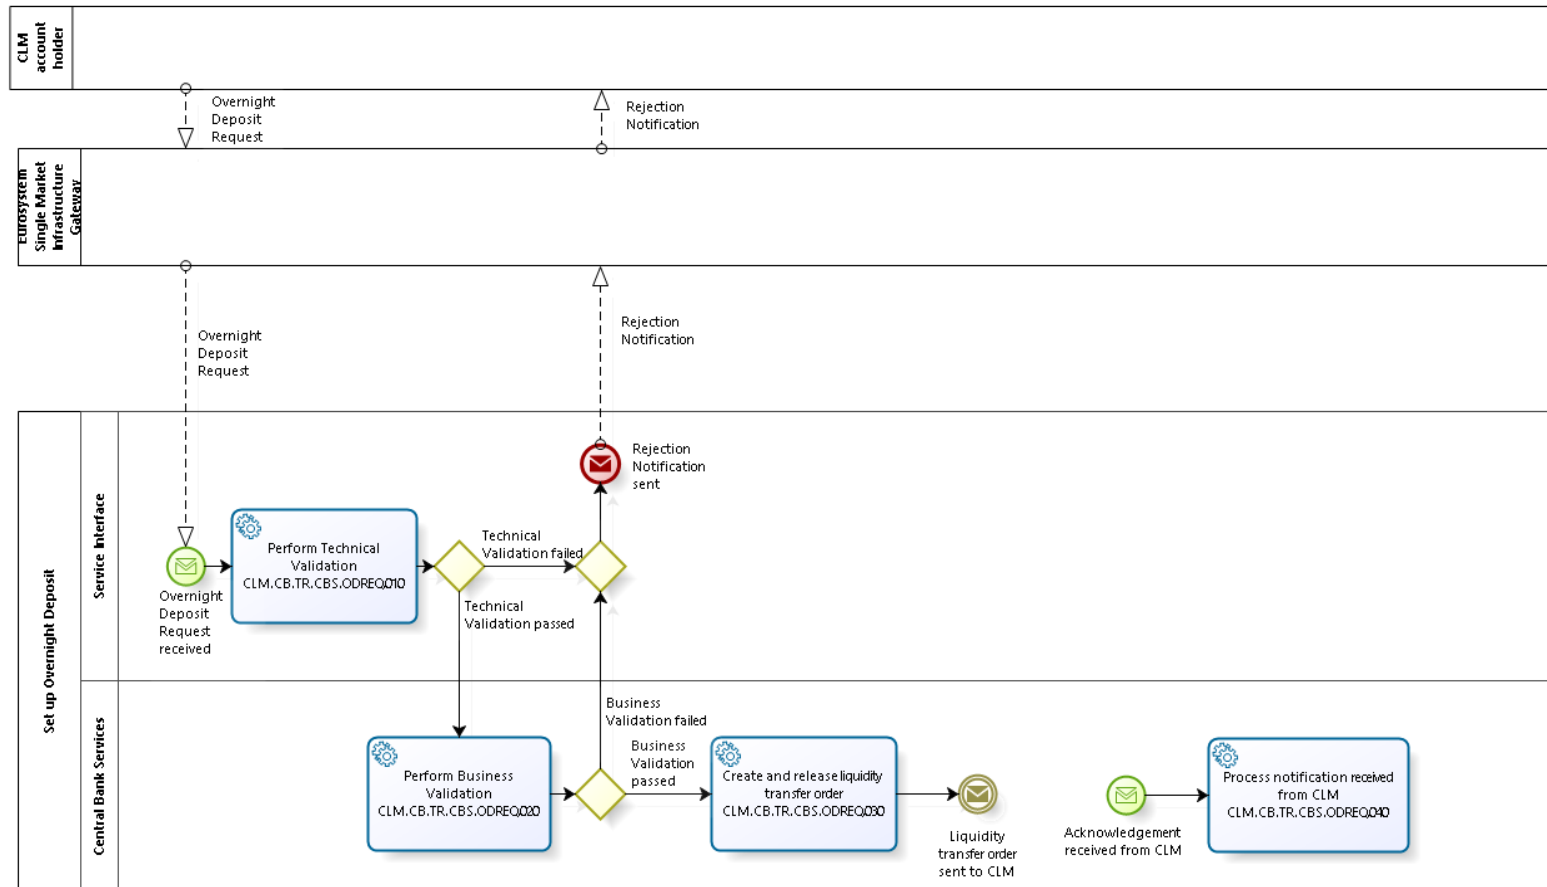 CLM
account
holder
Overnight
Deposit
Request
Rejection
Notification
Eurosystem
Single Market
Infrastructure
Gateway
Overnight
Deposit
Request
Rejection
Notification
Set up Overnight Deposit
Service Interface
Rejection
Notification
sent
Overnight
Deposit
Request
received
Perform Technical
Validation
CLM.CB.TR.CBS.ODREQ.010
Technical
Validation failed
Technical
Validation passed
Central Bank Services
Business
Validation failed
Perform Business
Validation
CLM.CB.TR.CBS.ODREQ.020
Business
Validation
passed
Create and release liquidity
transfer order
CLM.CB.TR.CBS.ODREQ.030
Liquidity
transfer order
sent to CLM
Acknowledgement
received from CLM
Process notification received
from CLM
CLM.CB.TR.CBS.ODREQ.040